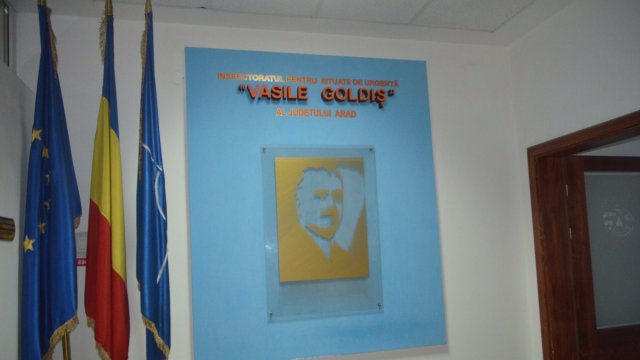 INSPECTORATUL PENTRU SITUAȚII DE URGENȚĂ
"VASILE GOLDIȘ"
AL JUDEȚULUI ARAD